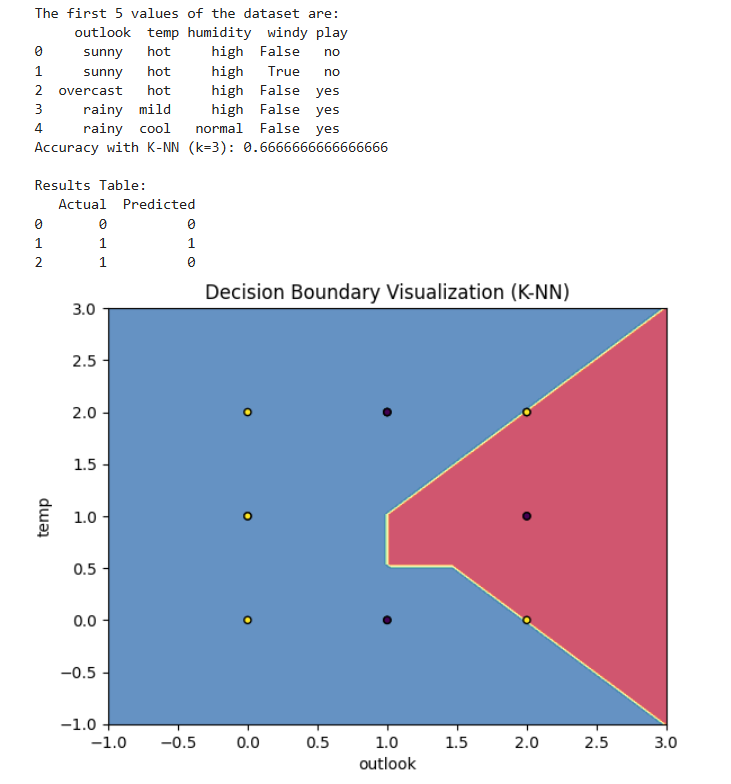 The first 5 values of the dataset are:
outlook temp humidity windy play
0 sunny hot high False no
1 sunny hot high True no
2 overcast hot high False yes
3 rainy mild high False yes
4 rainy cool normal False yes
Accuracy with K-NN (k=3): 0.6666666666666666
Results Table:
Actual Predicted
0 0 0
1 1 1
2 1 0
Decision Boundary Visualization (K-NN)
3.0
2.5
2.0
1.5
1.0
0.5
0.0
−0.5
−1.0
temp
−1.0 −0.5 0.0 0.5 1.0 1.5 2.0 2.5 3.0
outlook